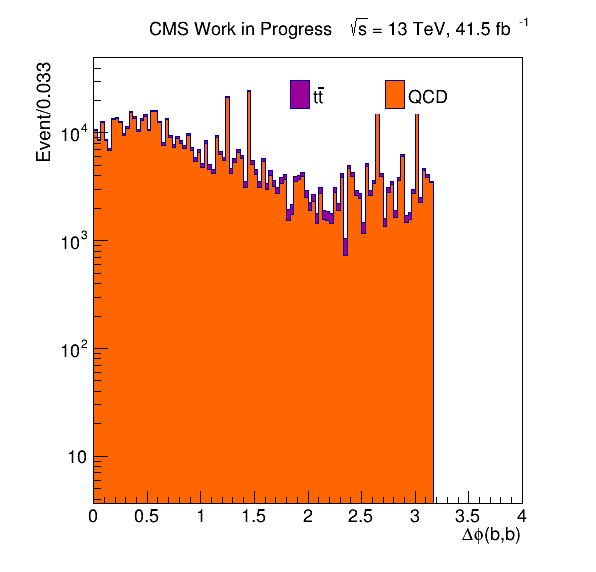 CMS Work in Progress √s = 13 TeV, 41.5 fb⁻¹
Event/0.033
tt̄ QCD
10⁴
10³
10²
10
0 0.5 1 1.5 2 2.5 3 3.5 4
Δϕ(b,b)